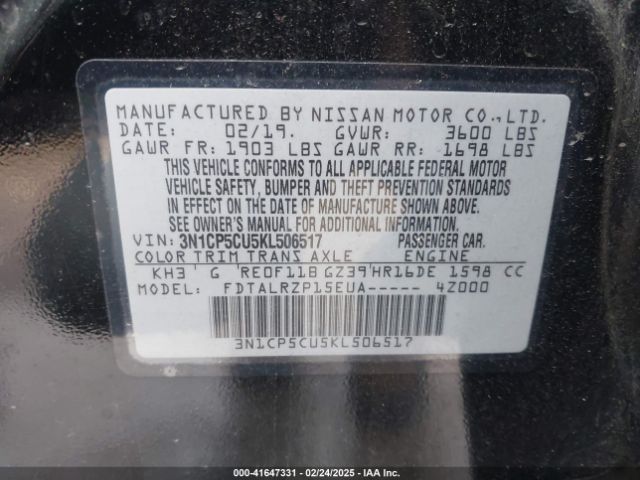 MANUFACTURED BY NISSAN MOTOR CO.,LTD.
DATE: 02/19. GVWR: 3600 LBS
GAWR FR: 1903 LBS GAWR RR: 1698 LBS
THIS VEHICLE CONFORMS TO ALL APPLICABLE FEDERAL MOTOR
VEHICLE SAFETY, BUMPER AND THEFT PREVENTION STANDARDS
IN EFFECT ON THE DATE OF MANUFACTURE SHOWN ABOVE.
SEE OWNER'S MANUAL FOR ADDITIONAL INFORMATION.
VIN: 3N1CP5CU5KL506517 PASSENGER CAR.
COLOR TRIM TRANS AXLE ENGINE
KH3 G RE0F11B GZ39 HR16DE 1598 CC
MODEL: FDTALRZP15EUA----- 4Z000
3N1CP5CU5KL506517
000-41647331 - 02/24/2025 - IAA Inc.